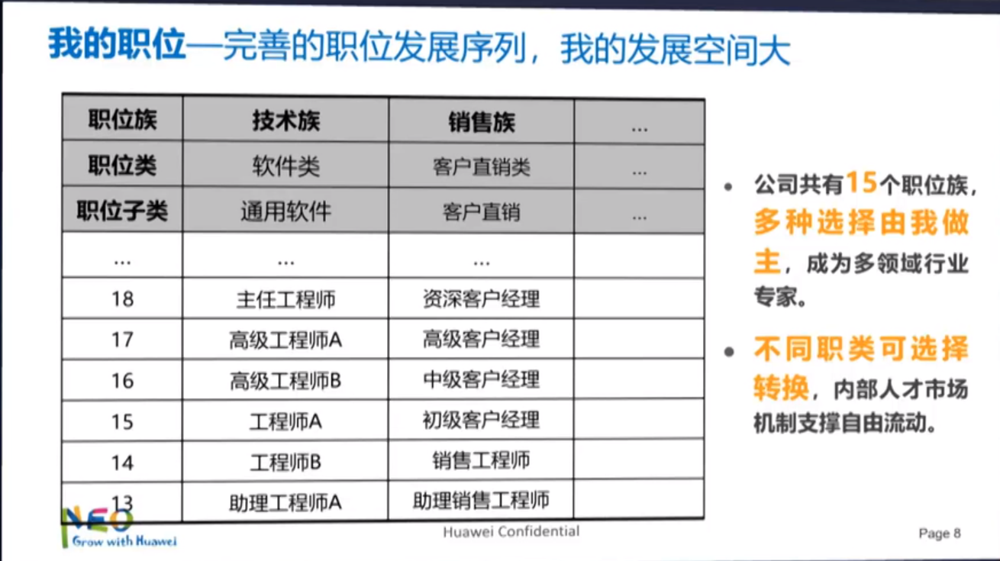 我的职位—完善的职位发展序列，我的发展空间大
职位族 技术族 销售族 ...
职位类 软件类 客户直销类 ...
职位子类 通用软件 客户直销 ...
... ... ...
18 主任工程师 资深客户经理
17 高级工程师A 高级客户经理
16 高级工程师B 中级客户经理
15 工程师A 初级客户经理
14 工程师B 销售工程师
13 助理工程师A 助理销售工程师
• 公司共有15个职位族，
多种选择由我做
主，成为多领域行业
专家。
• 不同职类可选择
转换，内部人才市场
机制支撑自由流动。
NEO
Grow with Huawei
Huawei Confidential
Page 8